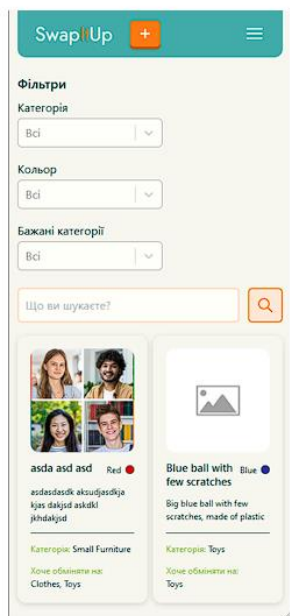 SwapItUp +
Фільтри
Категорія
Всі
Кольор
Всі
Бажані категорії
Всі
Що ви шукаєте?
asda asd asd Red
asdasdasdk aksudjasdkja
kjas dakjsd askdkl
jkhdakjsd
Категорія: Small Furniture
Хоче обміняти на:
Clothes, Toys
Blue ball with Blue
few scratches
Big blue ball with few
scratches, made of plastic
Категорія: Toys
Хоче обміняти на:
Toys